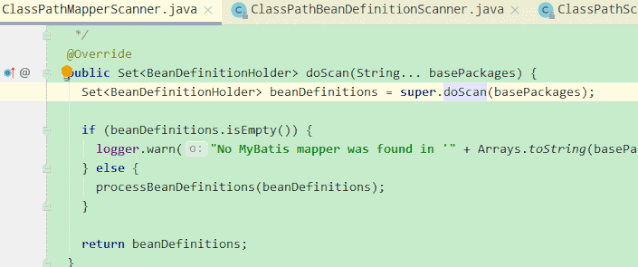 ClassPathMapperScanner.java × ClassPathBeanDefinitionScanner.java × ClassPathSc
*/
@Override
public Set<BeanDefinitionHolder> doScan(String... basePackages) {
Set<BeanDefinitionHolder> beanDefinitions = super.doScan(basePackages);
if (beanDefinitions.isEmpty()) {
logger.warn( o: "No MyBatis mapper was found in '" + Arrays.toString(basePa
} else {
processBeanDefinitions(beanDefinitions);
}
return beanDefinitions;
}